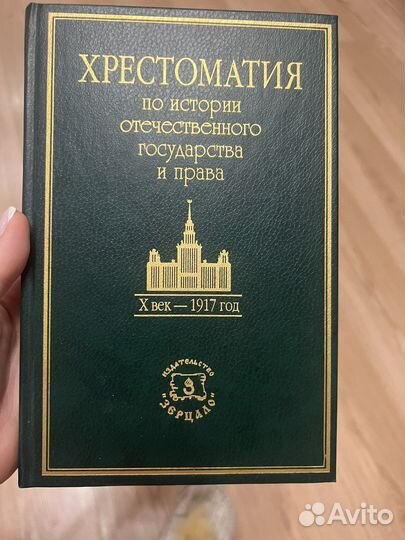 ХРЕСТОМАТИЯ
по истории
отечественного
государства
и права
X век — 1917 год
издательство
"ЗЕРЦАЛО"
Avito